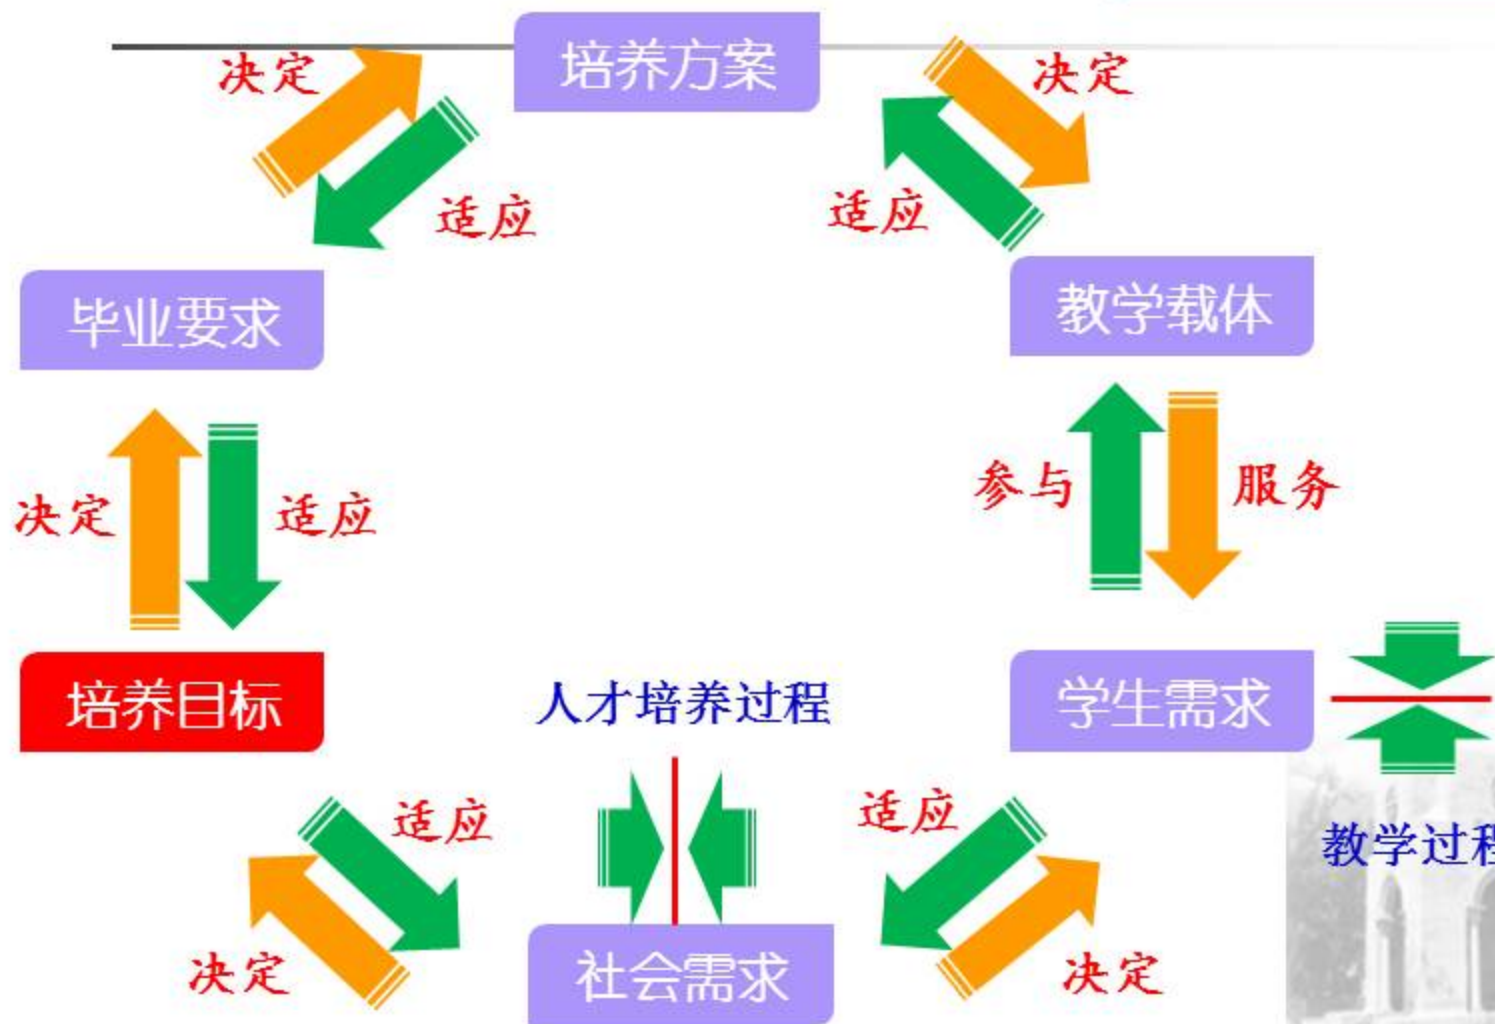 培养方案
决定
决定
适应
适应
毕业要求
教学载体
决定
适应
参与
服务
培养目标
人才培养过程
学生需求
适应
适应
教学过程
决定
社会需求
决定